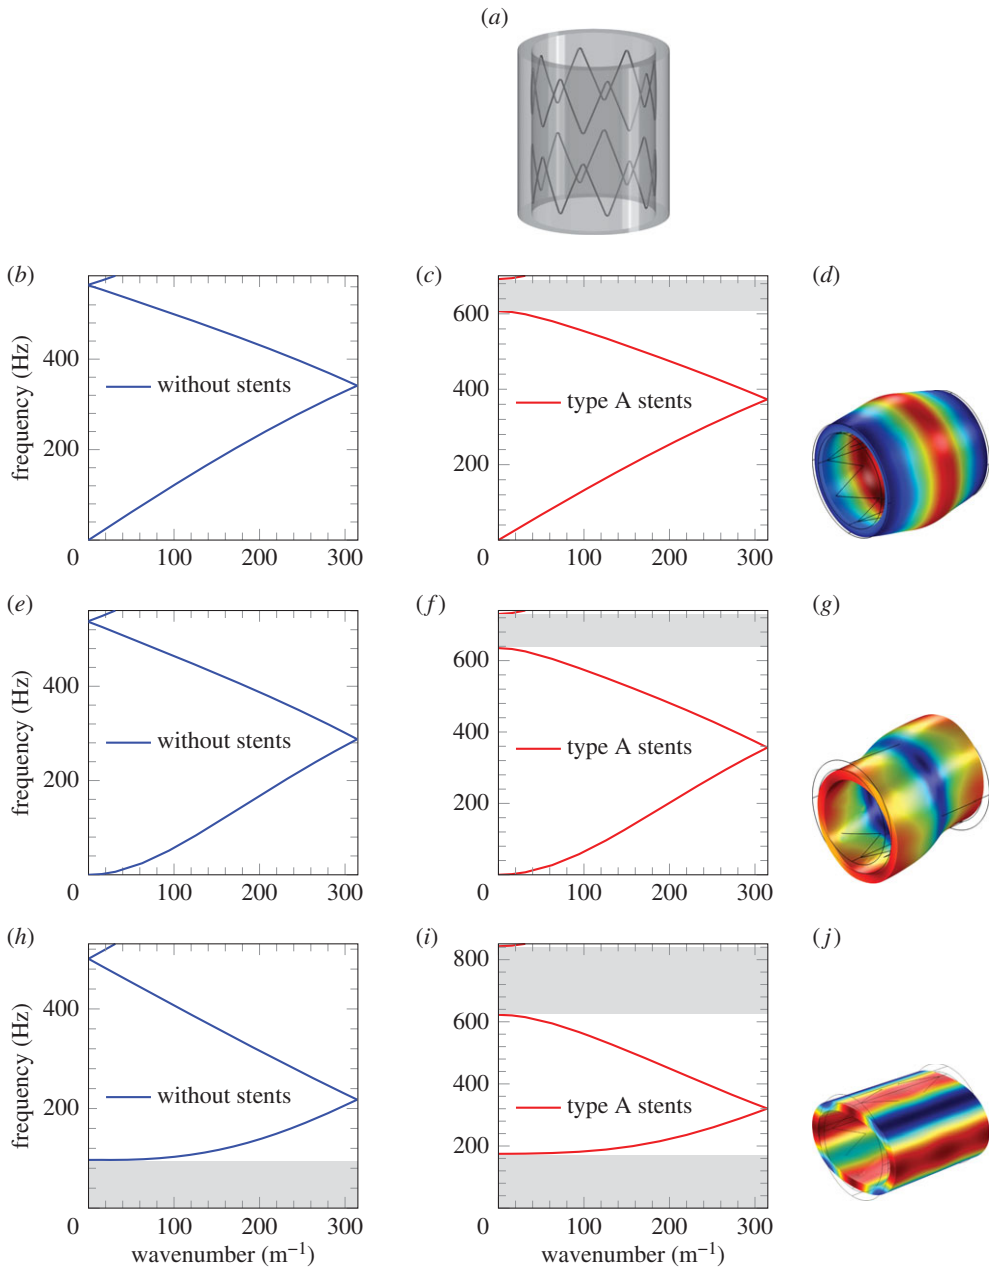 (a)
(b)
frequency (Hz)
400
200
0
100
200
300
without stents
(c)
600
400
200
0
100
200
300
type A stents
(d)
(e)
frequency (Hz)
400
200
0
100
200
300
without stents
(f)
600
400
200
0
100
200
300
type A stents
(g)
(h)
frequency (Hz)
400
200
0
100
200
300
without stents
wavenumber (m⁻¹)
(i)
800
600
400
200
0
100
200
300
type A stents
wavenumber (m⁻¹)
(j)